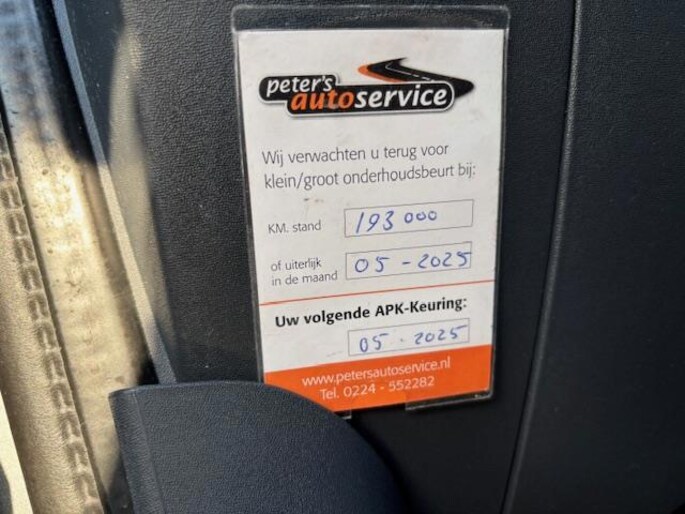 peter's
autoservice
Wij verwachten u terug voor
klein/groot onderhoudsbeurt bij:
KM. stand 193 000
of uiterlijk
in de maand 05 - 2025
Uw volgende APK-Keuring:
05 - 2025
www.petersautoservice.nl
Tel. 0224 - 552282